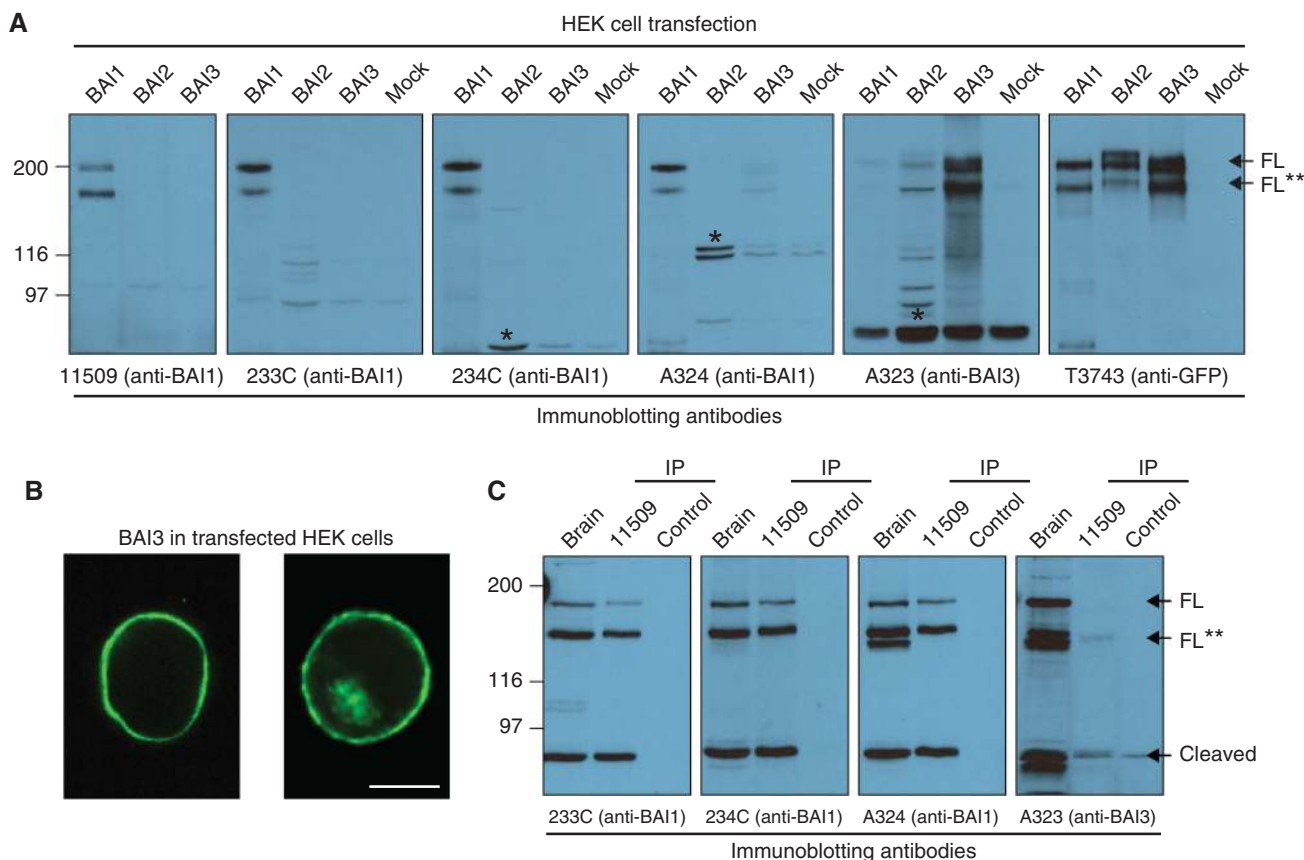 A
HEK cell transfection
BAI1 BAI2 BAI3 BAI1 BAI2 BAI3 Mock BAI1 BAI2 BAI3 Mock BAI1 BAI2 BAI3 Mock BAI1 BAI2 BAI3 Mock BAI1 BAI2 BAI3 Mock
200
116
97
* * *
FL
FL**
11509 (anti-BAI1) 233C (anti-BAI1) 234C (anti-BAI1) A324 (anti-BAI1) A323 (anti-BAI3) T3743 (anti-GFP)
Immunoblotting antibodies
B
BAI3 in transfected HEK cells
C
IP IP IP IP
Brain 11509 Control Brain 11509 Control Brain 11509 Control Brain 11509 Control
200
116
97
FL
FL**
Cleaved
233C (anti-BAI1) 234C (anti-BAI1) A324 (anti-BAI1) A323 (anti-BAI3)
Immunoblotting antibodies